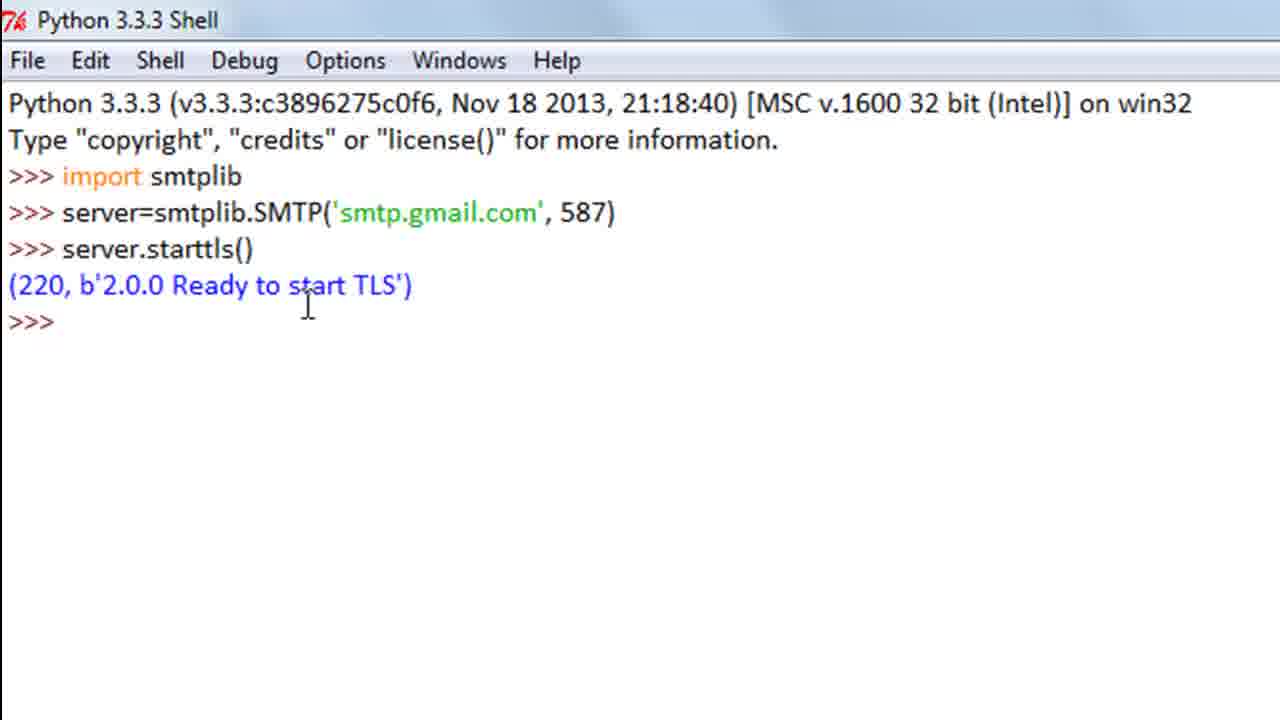 Python 3.3.3 Shell
File Edit Shell Debug Options Windows Help
Python 3.3.3 (v3.3.3:c3896275c0f6, Nov 18 2013, 21:18:40) [MSC v.1600 32 bit (Intel)] on win32
Type "copyright", "credits" or "license()" for more information.
>>> import smtplib
>>> server=smtplib.SMTP('smtp.gmail.com', 587)
>>> server.starttls()
(220, b'2.0.0 Ready to start TLS')
>>>